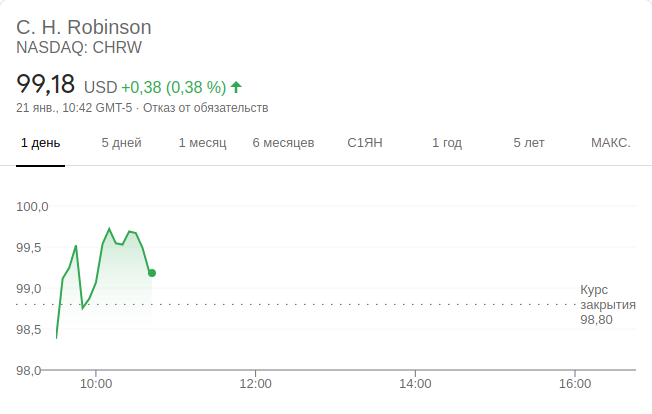 C. H. Robinson
NASDAQ: CHRW
99,18 USD +0,38 (0,38 %)
21 янв., 10:42 GMT-5 · Отказ от обязательств
1 день 5 дней 1 месяц 6 месяцев С1ЯН 1 год 5 лет МАКС.
100,0
99,5
99,0
98,5
98,0
Курс
закрытия
98,80
10:00 12:00 14:00 16:00